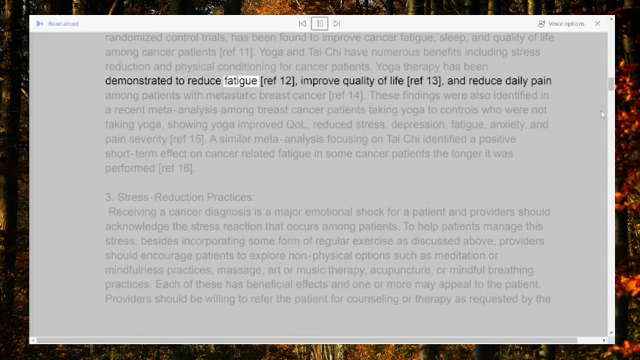 Read aloud
Voice options
randomized control trials, has been found to improve cancer fatigue, sleep, and quality of life
among cancer patients [ref 11]. Yoga and Tai Chi have numerous benefits including stress
reduction and physical conditioning for cancer patients. Yoga therapy has been
demonstrated to reduce fatigue [ref 12], improve quality of life [ref 13], and reduce daily pain
among patients with metastatic breast cancer [ref 14]. These findings were also identified in
a recent meta-analysis among breast cancer patients taking yoga to controls who were not
taking yoga, showing yoga improved QoL, reduced stress, depression, fatigue, anxiety, and
pain severity [ref 15]. A similar meta-analysis focusing on Tai Chi identified a positive
short-term effect on cancer related fatigue in some cancer patients the longer it was
performed [ref 16].
3. Stress-Reduction Practices:
Receiving a cancer diagnosis is a major emotional shock for a patient and providers should
acknowledge the stress reaction that occurs among patients. To help patients manage this
stress, besides incorporating some form of regular exercise as discussed above, providers
should encourage patients to explore non-physical options such as meditation or
mindfulness practices, massage, art or music therapy, acupuncture, or mindful breathing
practices. Each of these has beneficial effects and one or more may appeal to the patient.
Providers should be willing to refer the patient for counseling or therapy as requested by the